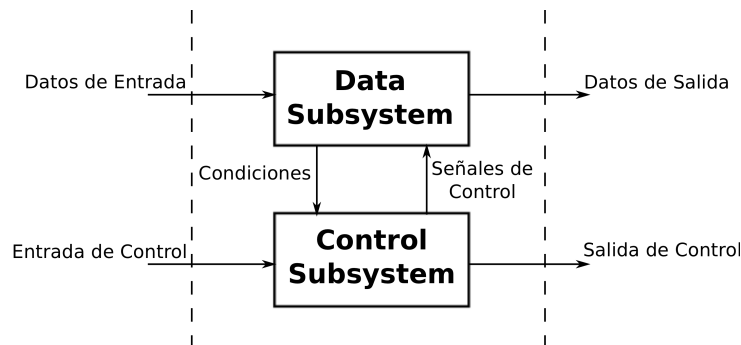 Datos de Entrada
Data
Subsystem
Datos de Salida
Condiciones
Señales de
Control
Entrada de Control
Control
Subsystem
Salida de Control